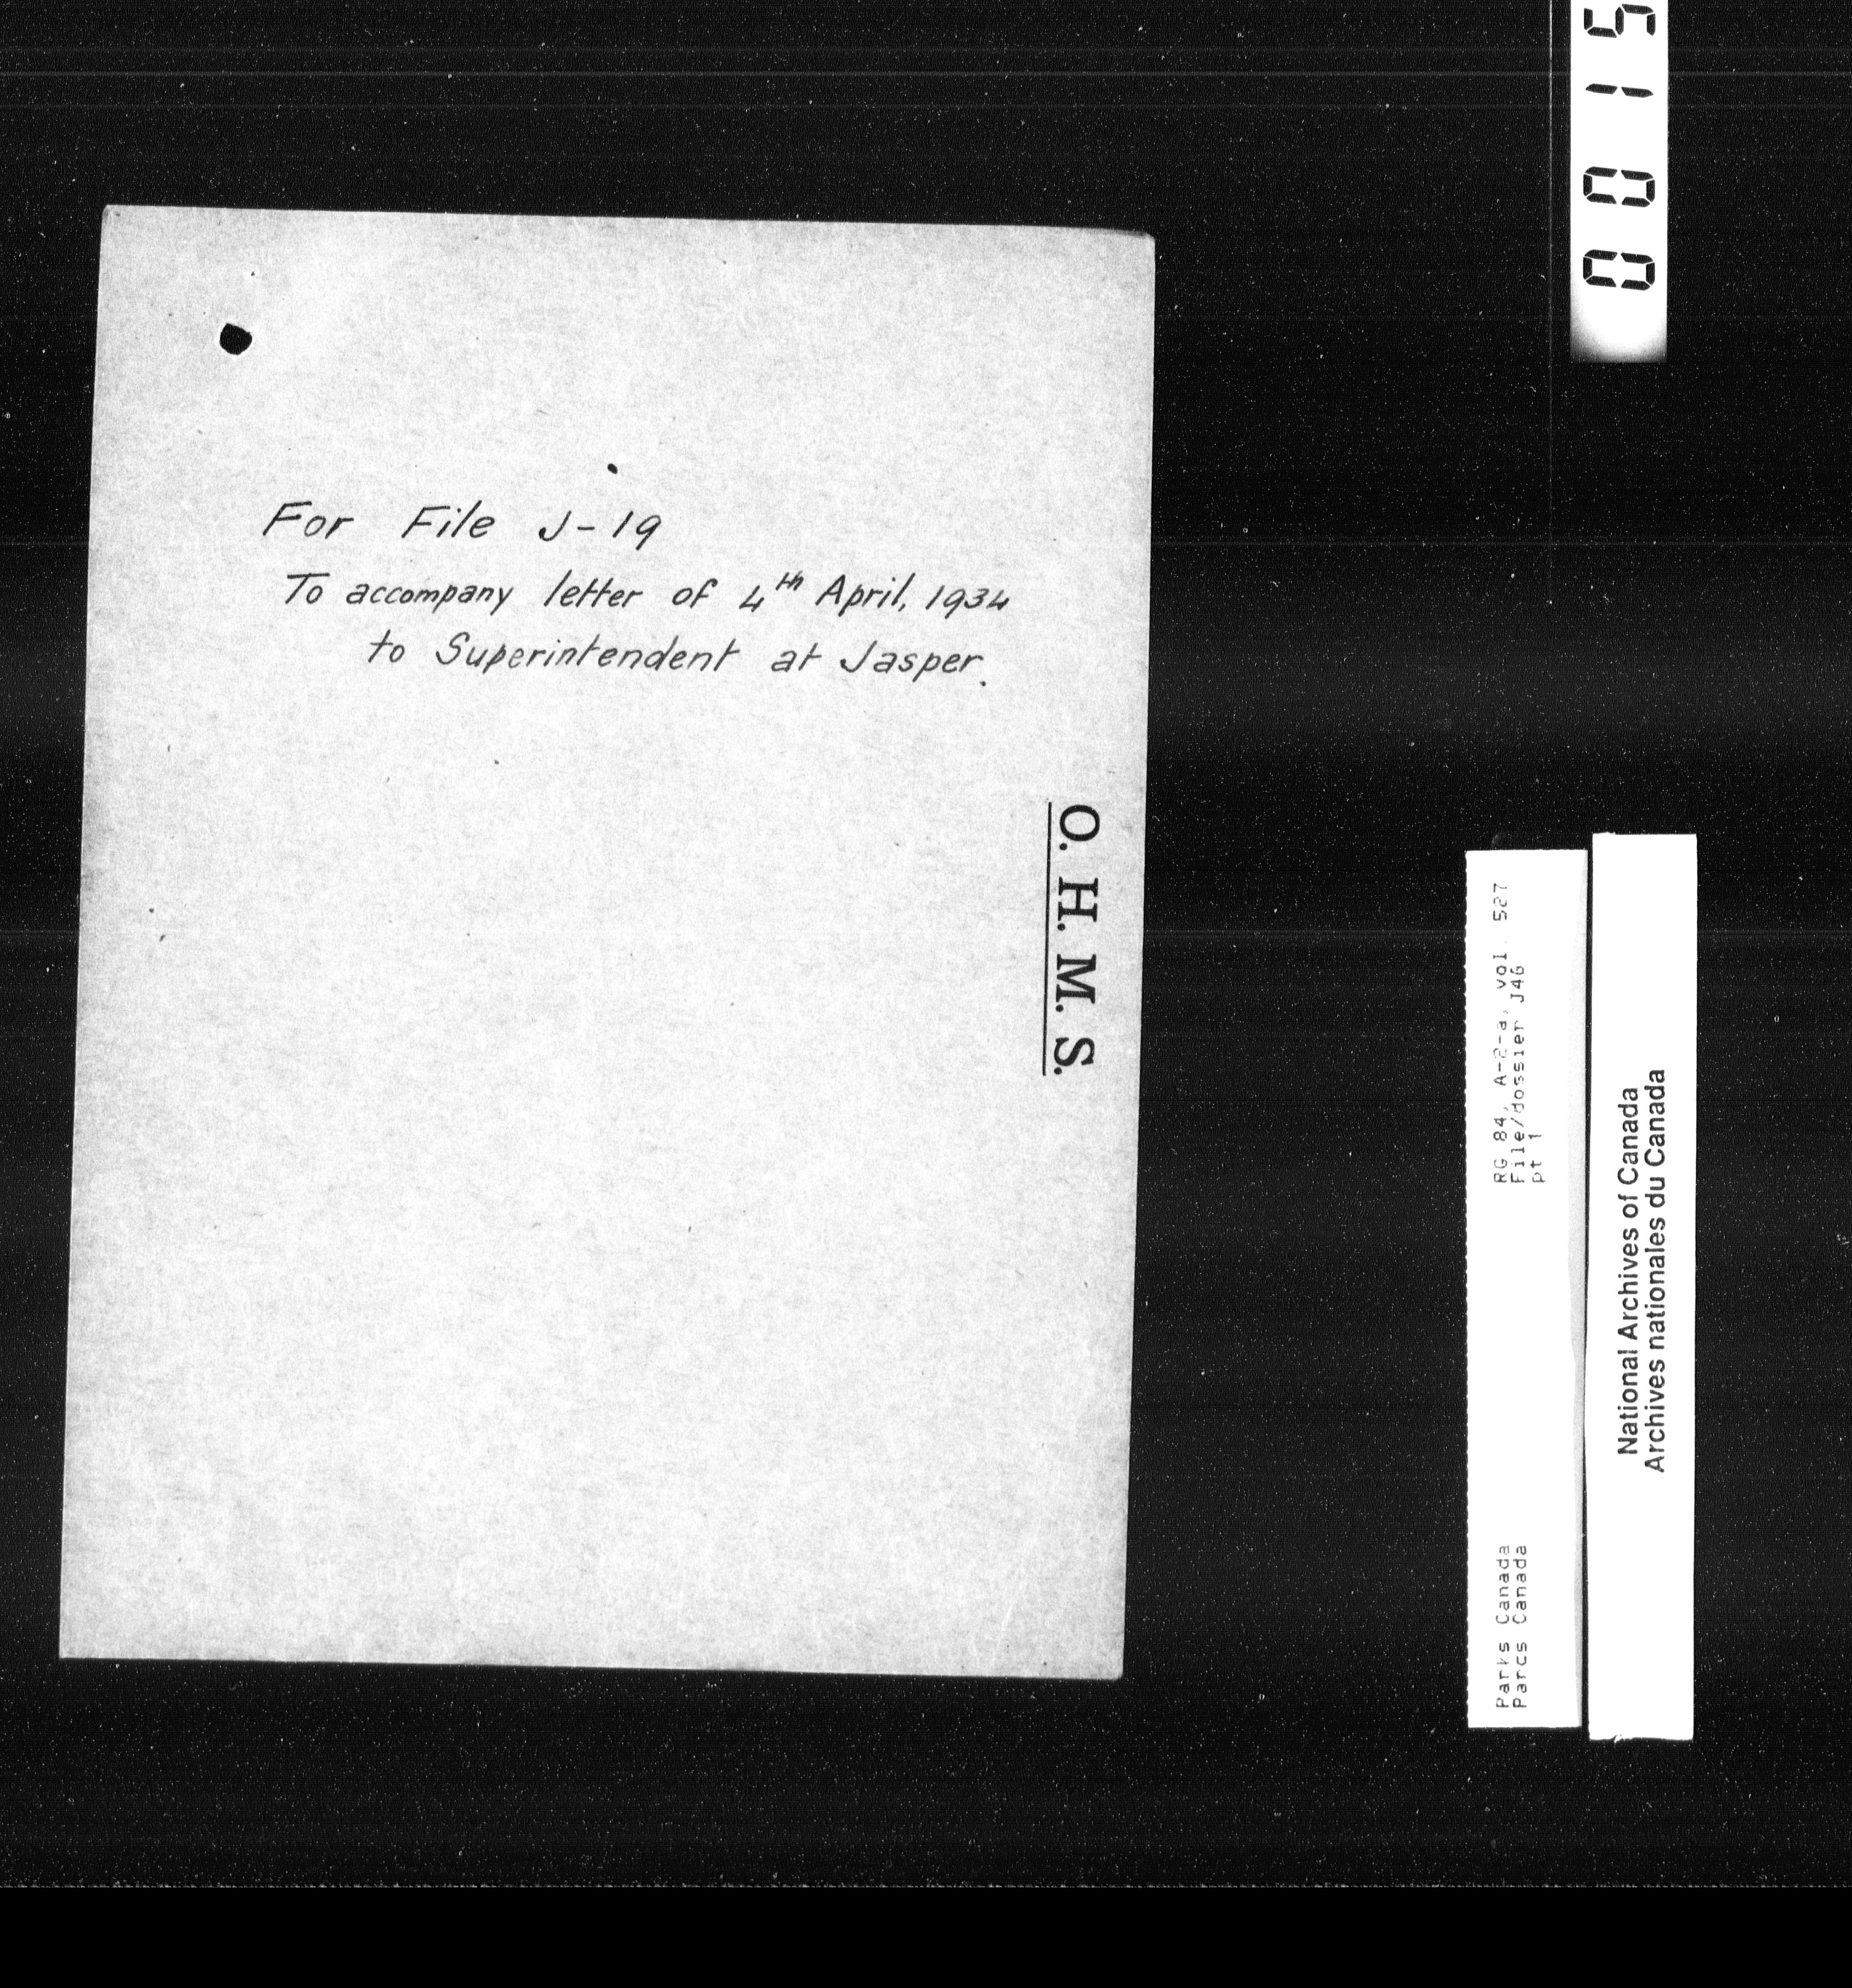 For File J-19
To accompany letter of 4th April, 1934
to Superintendent at Jasper.
O. H. M. S.
0015
RG 84, A-2-a, vol. 527
File/dossier J46
pt 1
Parks Canada
Parcs Canada
National Archives of Canada
Archives nationales du Canada